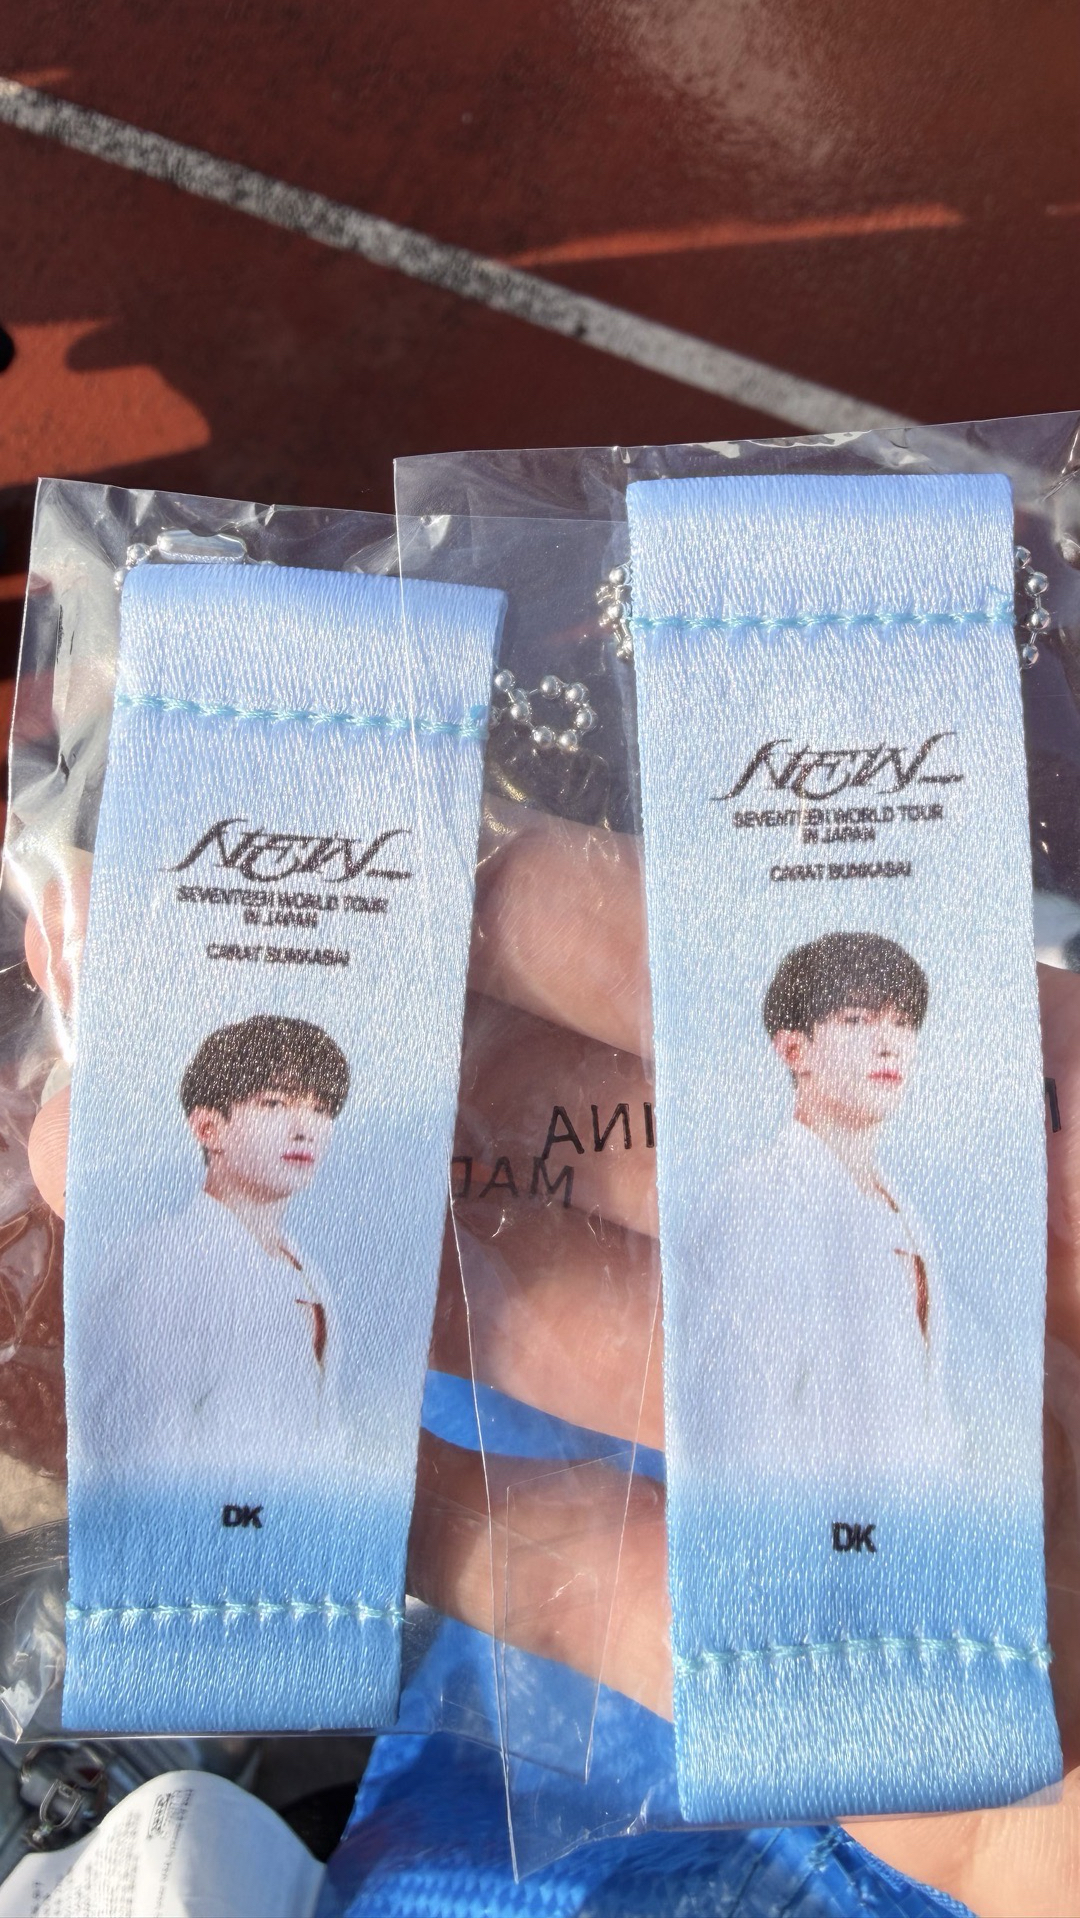 NEW_
SEVENTEEN WORLD TOUR
IN JAPAN
CARAT BUNKASAI
DK
NEW_
SEVENTEEN WORLD TOUR
IN JAPAN
CARAT BUNKASAI
DK